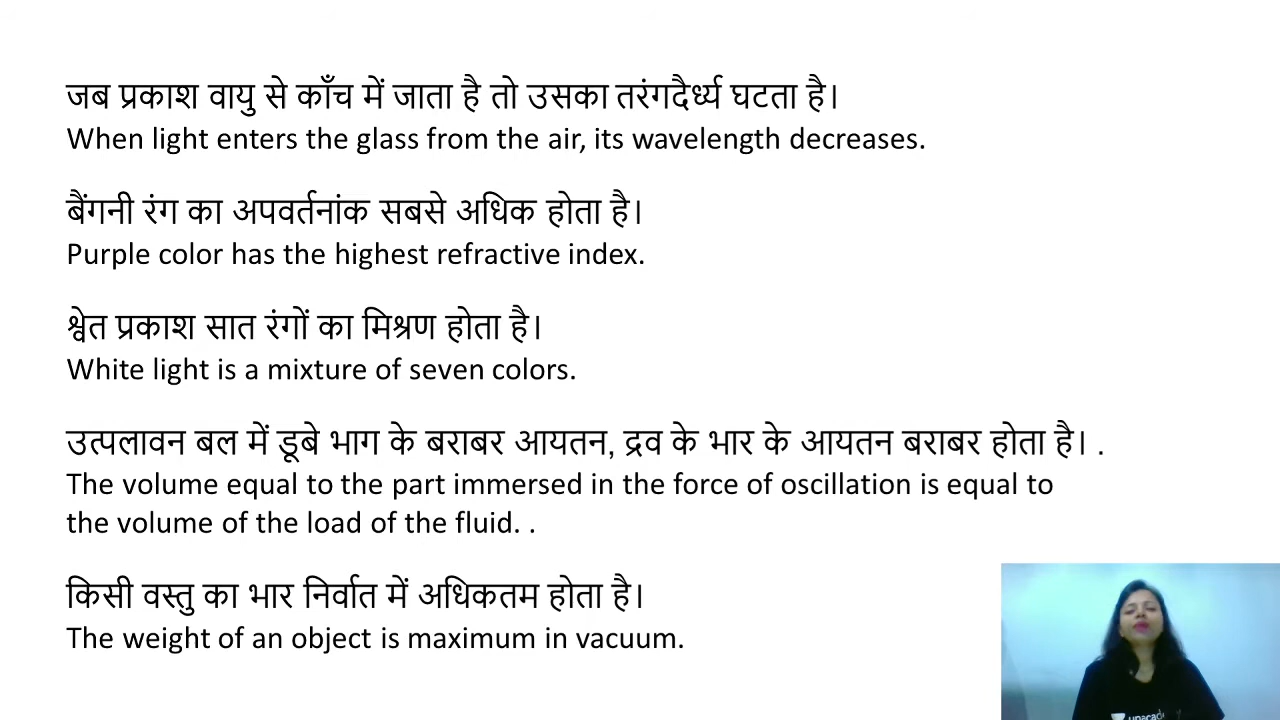 जब प्रकाश वायु से काँच में जाता है तो उसका तरंगदैर्ध्य घटता है।
When light enters the glass from the air, its wavelength decreases.
बैंगनी रंग का अपवर्तनांक सबसे अधिक होता है।
Purple color has the highest refractive index.
श्वेत प्रकाश सात रंगों का मिश्रण होता है।
White light is a mixture of seven colors.
उत्पलावन बल में डूबे भाग के बराबर आयतन, द्रव के भार के आयतन बराबर होता है। .
The volume equal to the part immersed in the force of oscillation is equal to
the volume of the load of the fluid. .
किसी वस्तु का भार निर्वात में अधिकतम होता है।
The weight of an object is maximum in vacuum.